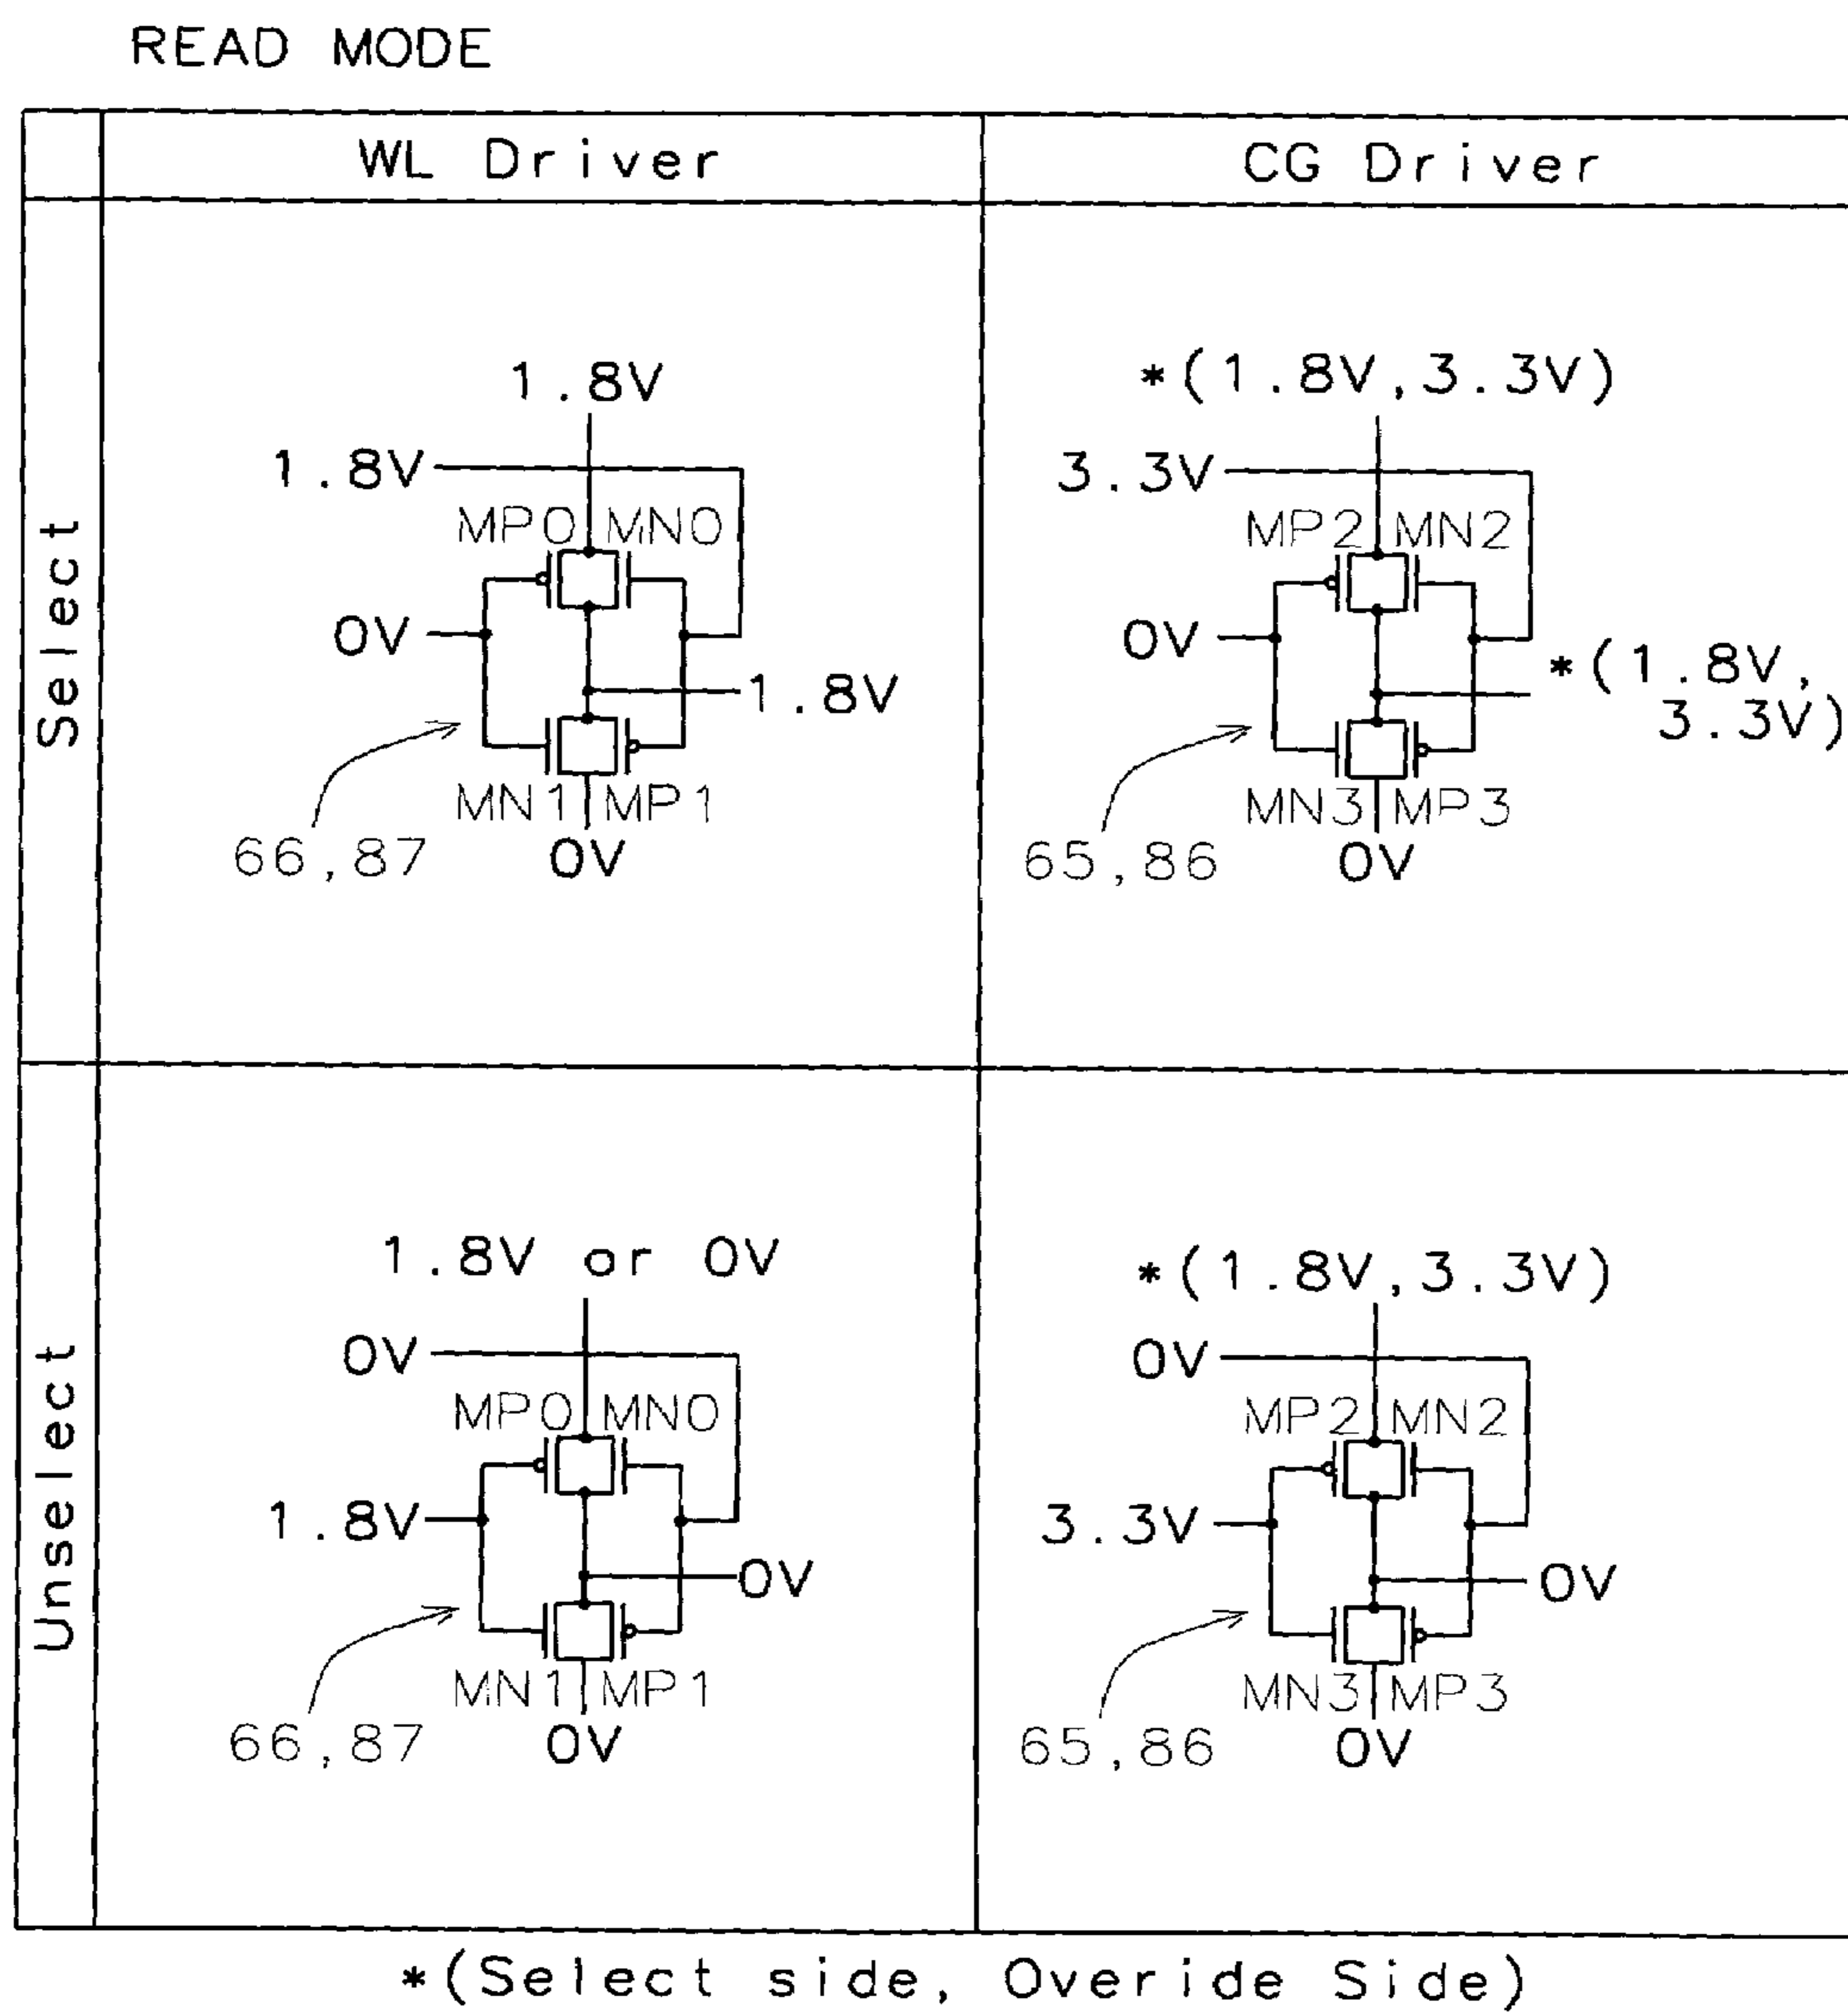 READ MODE
WL Driver
CG Driver
Select
1.8V
1.8V
MP0 MN0
0V
1.8V
MN1 MP1
66,87
0V
*(1.8V,3.3V)
3.3V
MP2 MN2
0V
*(1.8V,
3.3V)
MN3 MP3
65,86
0V
Unselect
1.8V or 0V
0V
MP0 MN0
1.8V
0V
MN1 MP1
66,87
0V
*(1.8V,3.3V)
0V
MP2 MN2
3.3V
0V
MN3 MP3
65,86
0V
*(Select side, Overide Side)